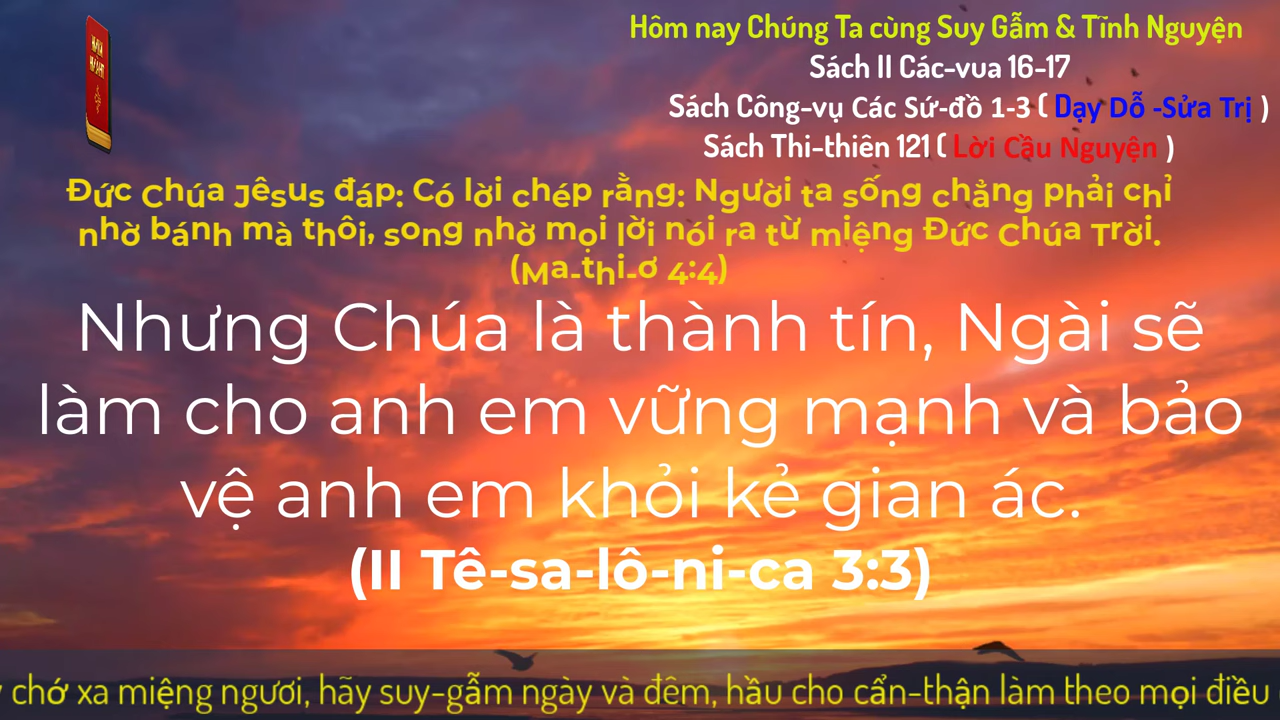 Hôm nay Chúng Ta cùng Suy Gẫm & Tĩnh Nguyện
Sách II Các-vua 16-17
Sách Công-vụ Các Sứ-đồ 1-3 ( Dạy Dỗ -Sửa Trị )
Sách Thi-thiên 121 ( Lời Cầu Nguyện )
Đức Chúa Jêsus đáp: Có lời chép rằng: Người ta sống chẳng phải chỉ
nhờ bánh mà thôi, song nhờ mọi lời nói ra từ miệng Đức Chúa Trời.
(Ma-thi-ơ 4:4)
Nhưng Chúa là thành tín, Ngài sẽ
làm cho anh em vững mạnh và bảo
vệ anh em khỏi kẻ gian ác.
(II Tê-sa-lô-ni-ca 3:3)
chớ xa miệng ngươi, hãy suy-gẫm ngày và đêm, hầu cho cẩn-thận làm theo mọi điều